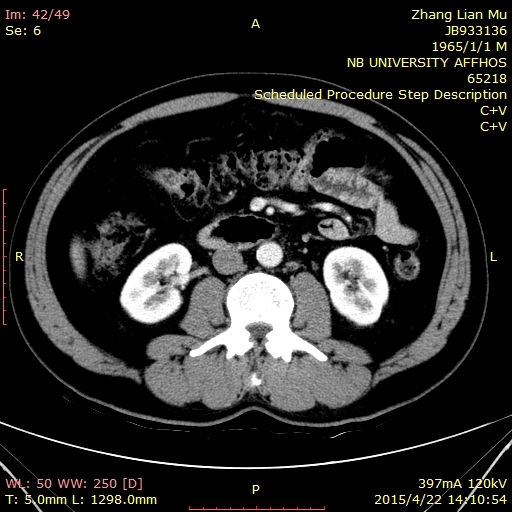 Im: 42/49
Se: 6
A
Zhang Lian Mu
JB933136
1965/1/1 M
NB UNIVERSITY AFFHOS
65218
Scheduled Procedure Step Description
C+V
C+V
R
L
WL: 50 WW: 250 [D]
T: 5.0mm L: 1298.0mm
P
397mA 120kV
2015/4/22 14:10:54